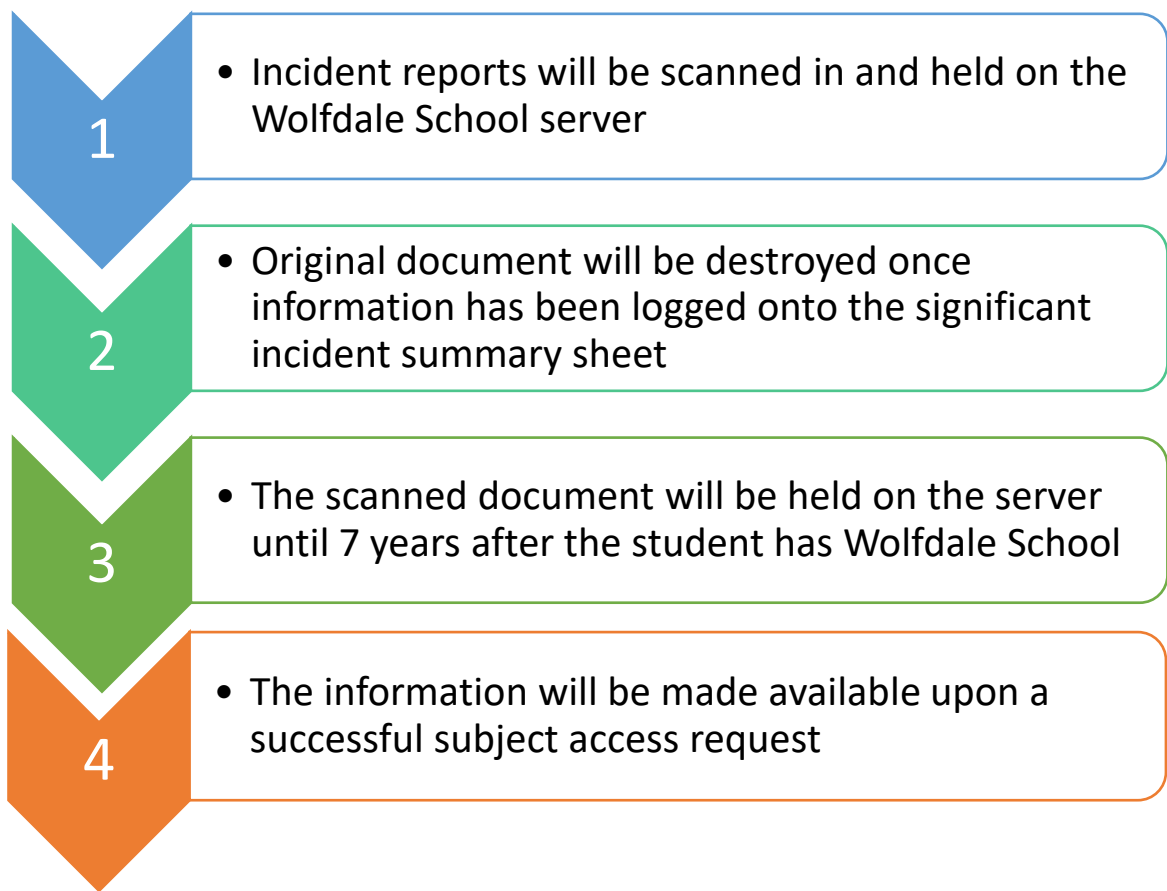 1
• Incident reports will be scanned in and held on the
Wolfdale School server
2
• Original document will be destroyed once
information has been logged onto the significant
incident summary sheet
3
• The scanned document will be held on the server
until 7 years after the student has Wolfdale School
4
• The information will be made available upon a
successful subject access request